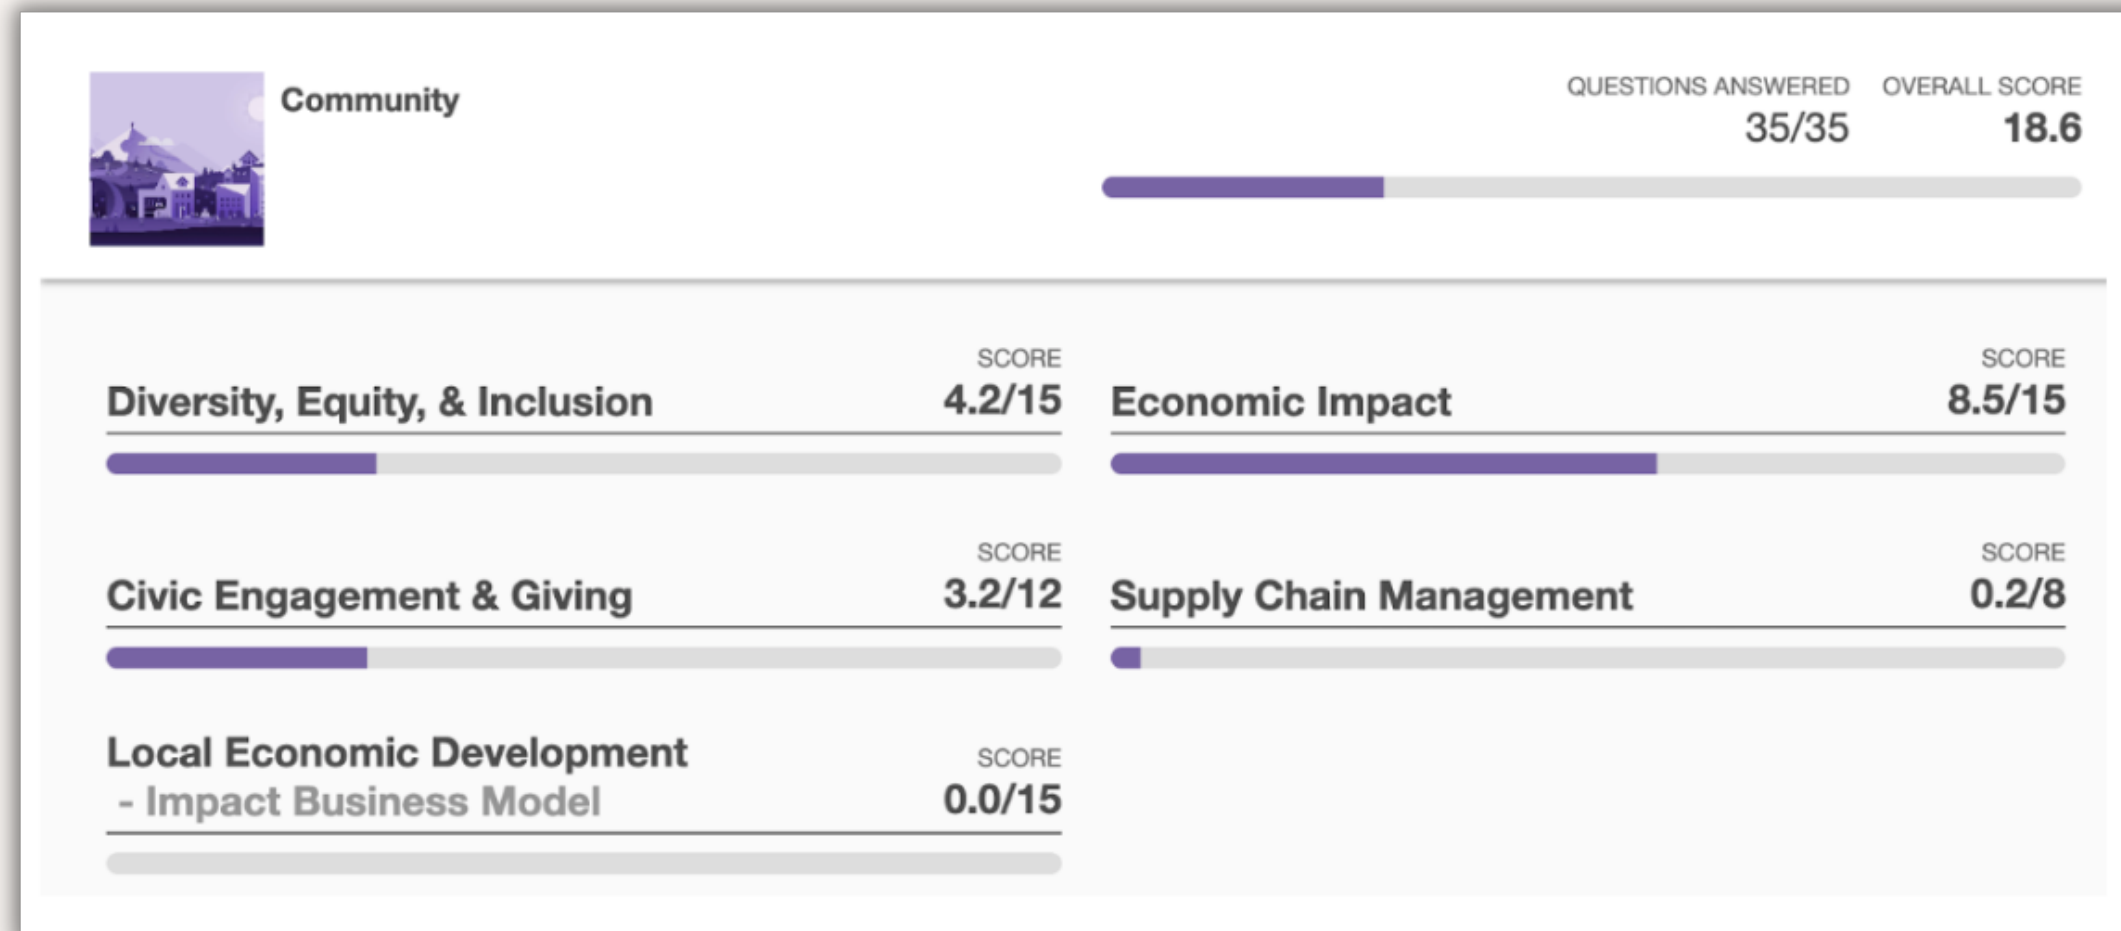 Community
QUESTIONS ANSWERED OVERALL SCORE
35/35 18.6
SCORE
Diversity, Equity, & Inclusion 4.2/15
SCORE
Economic Impact 8.5/15
SCORE
Civic Engagement & Giving 3.2/12
SCORE
Supply Chain Management 0.2/8
Local Economic Development SCORE
- Impact Business Model 0.0/15